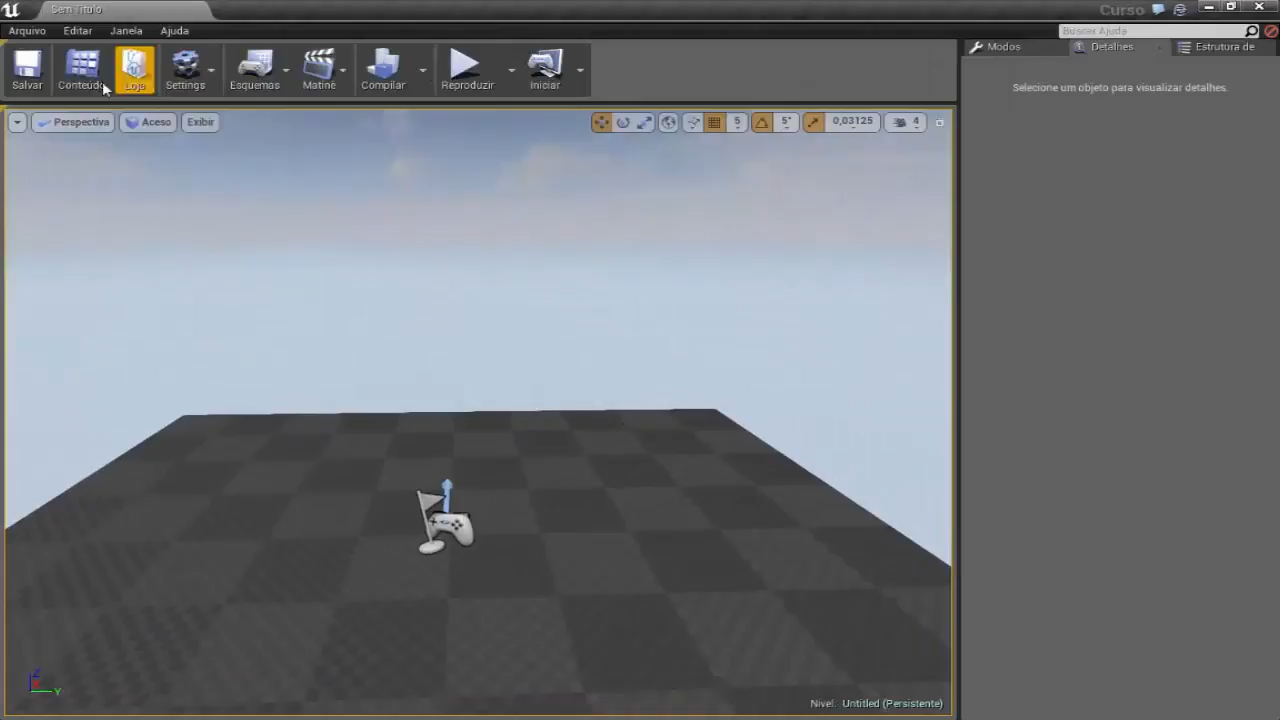 Sem Título
Curso
Arquivo Editar Janela Ajuda
Buscar Ajuda
Modos Detalhes Estrutura de
Salvar Conteúdo Loja Settings Esquemas Matinê Compilar Reproduzir Iniciar
Selecione um objeto para visualizar detalhes.
Perspectiva Aceso Exibir 5 5° 0,03125 4
Z
Y
Nível: Untitled (Persistente)